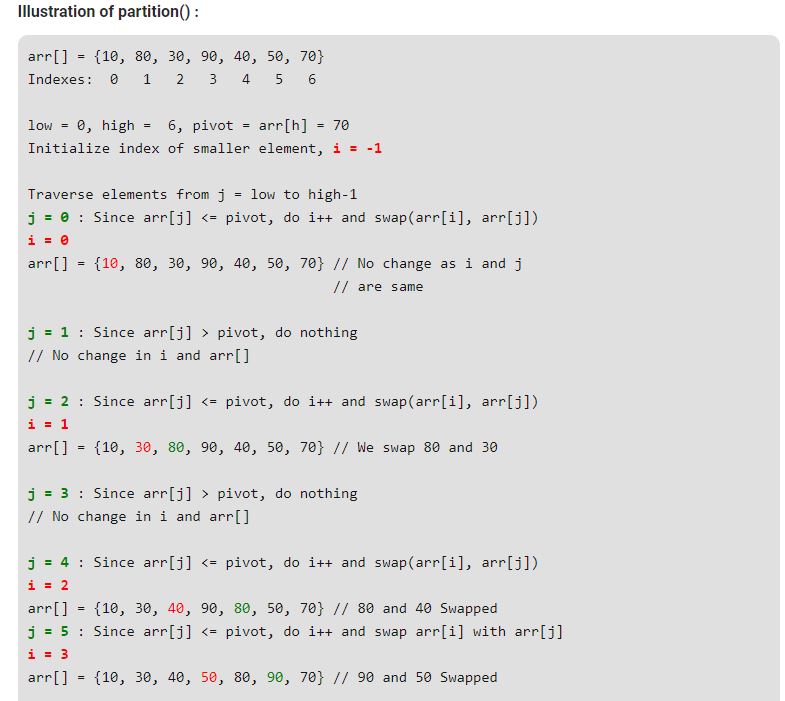 Illustration of partition() :
arr[] = {10, 80, 30, 90, 40, 50, 70}
Indexes:  0   1   2   3   4   5   6
low = 0, high =  6, pivot = arr[h] = 70
Initialize index of smaller element, i = -1
Traverse elements from j = low to high-1
j = 0 : Since arr[j] <= pivot, do i++ and swap(arr[i], arr[j])
i = 0
arr[] = {10, 80, 30, 90, 40, 50, 70} // No change as i and j
// are same
j = 1 : Since arr[j] > pivot, do nothing
// No change in i and arr[]
j = 2 : Since arr[j] <= pivot, do i++ and swap(arr[i], arr[j])
i = 1
arr[] = {10, 30, 80, 90, 40, 50, 70} // We swap 80 and 30
j = 3 : Since arr[j] > pivot, do nothing
// No change in i and arr[]
j = 4 : Since arr[j] <= pivot, do i++ and swap(arr[i], arr[j])
i = 2
arr[] = {10, 30, 40, 90, 80, 50, 70} // 80 and 40 Swapped
j = 5 : Since arr[j] <= pivot, do i++ and swap arr[i] with arr[j]
i = 3
arr[] = {10, 30, 40, 50, 80, 90, 70} // 90 and 50 Swapped